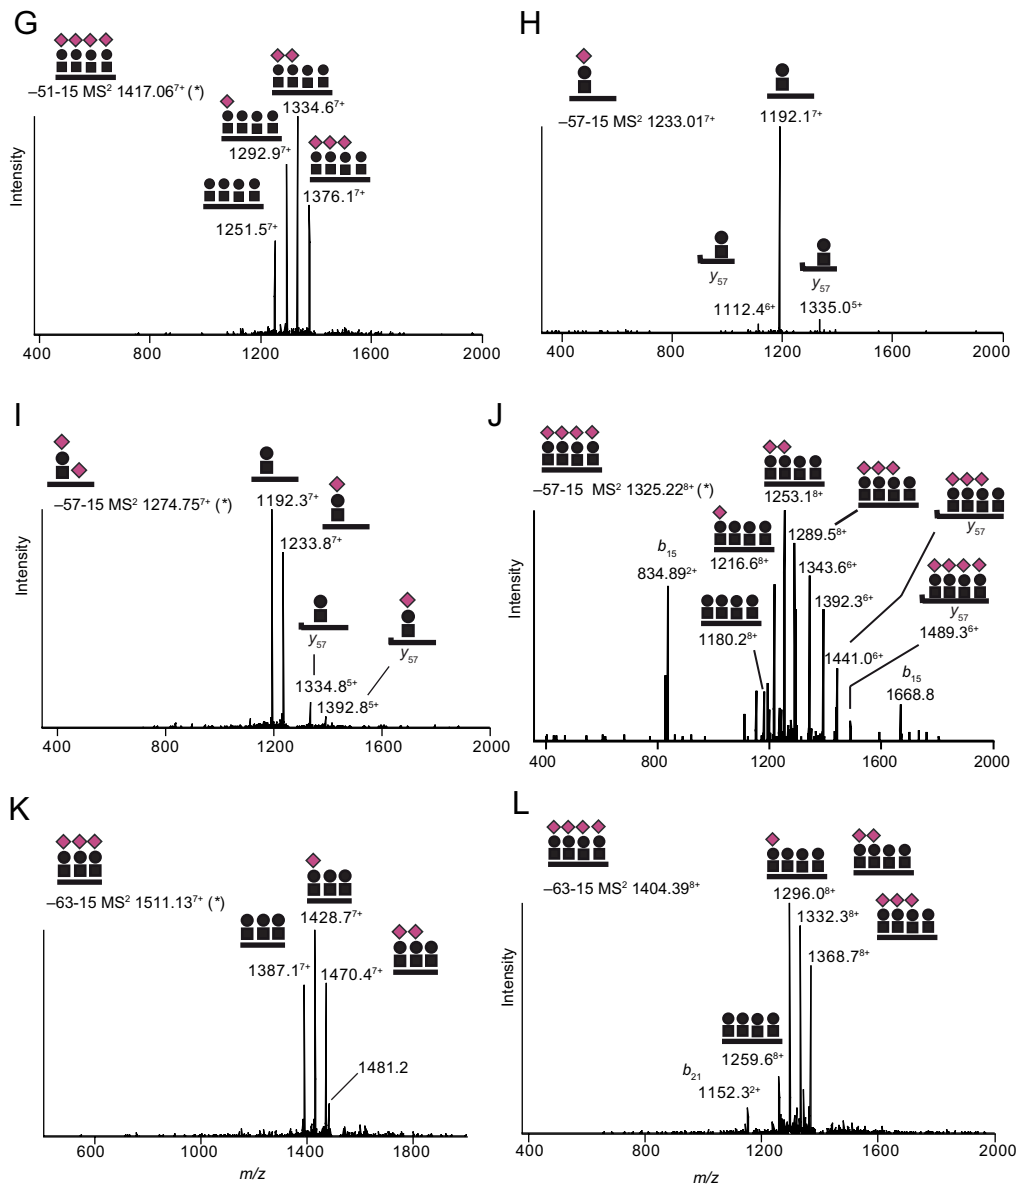 G
–51-15 MS² 1417.06⁷⁺ (*)
1334.6⁷⁺
1292.9⁷⁺
1376.1⁷⁺
1251.5⁷⁺
Intensity
400 800 1200 1600 2000
H
–57-15 MS² 1233.01⁷⁺
1192.1⁷⁺
y₅₇
y₅₇
1112.4⁶⁺
1335.0⁵⁺
400 800 1200 1600 2000
I
–57-15 MS² 1274.75⁷⁺ (*)
1192.3⁷⁺
1233.8⁷⁺
y₅₇
y₅₇
1334.8⁵⁺
1392.8⁵⁺
Intensity
400 800 1200 1600 2000
J
–57-15 MS² 1325.22⁸⁺ (*)
1253.1⁸⁺
1289.5⁸⁺
y₅₇
b₁₅
834.89²⁺
1216.6⁸⁺
1343.6⁶⁺
1392.3⁶⁺
y₅₇
1489.3⁶⁺
1180.2⁸⁺
1441.0⁶⁺
b₁₅
1668.8
Intensity
400 800 1200 1600 2000
K
–63-15 MS² 1511.13⁷⁺ (*)
1428.7⁷⁺
1387.1⁷⁺
1470.4⁷⁺
1481.2
600 1000 1400 1800
m/z
L
–63-15 MS² 1404.39⁸⁺
1296.0⁸⁺
1332.3⁸⁺
1368.7⁸⁺
1259.6⁸⁺
b₂₁
1152.3²⁺
Intensity
400 800 1200 1600 2000
m/z